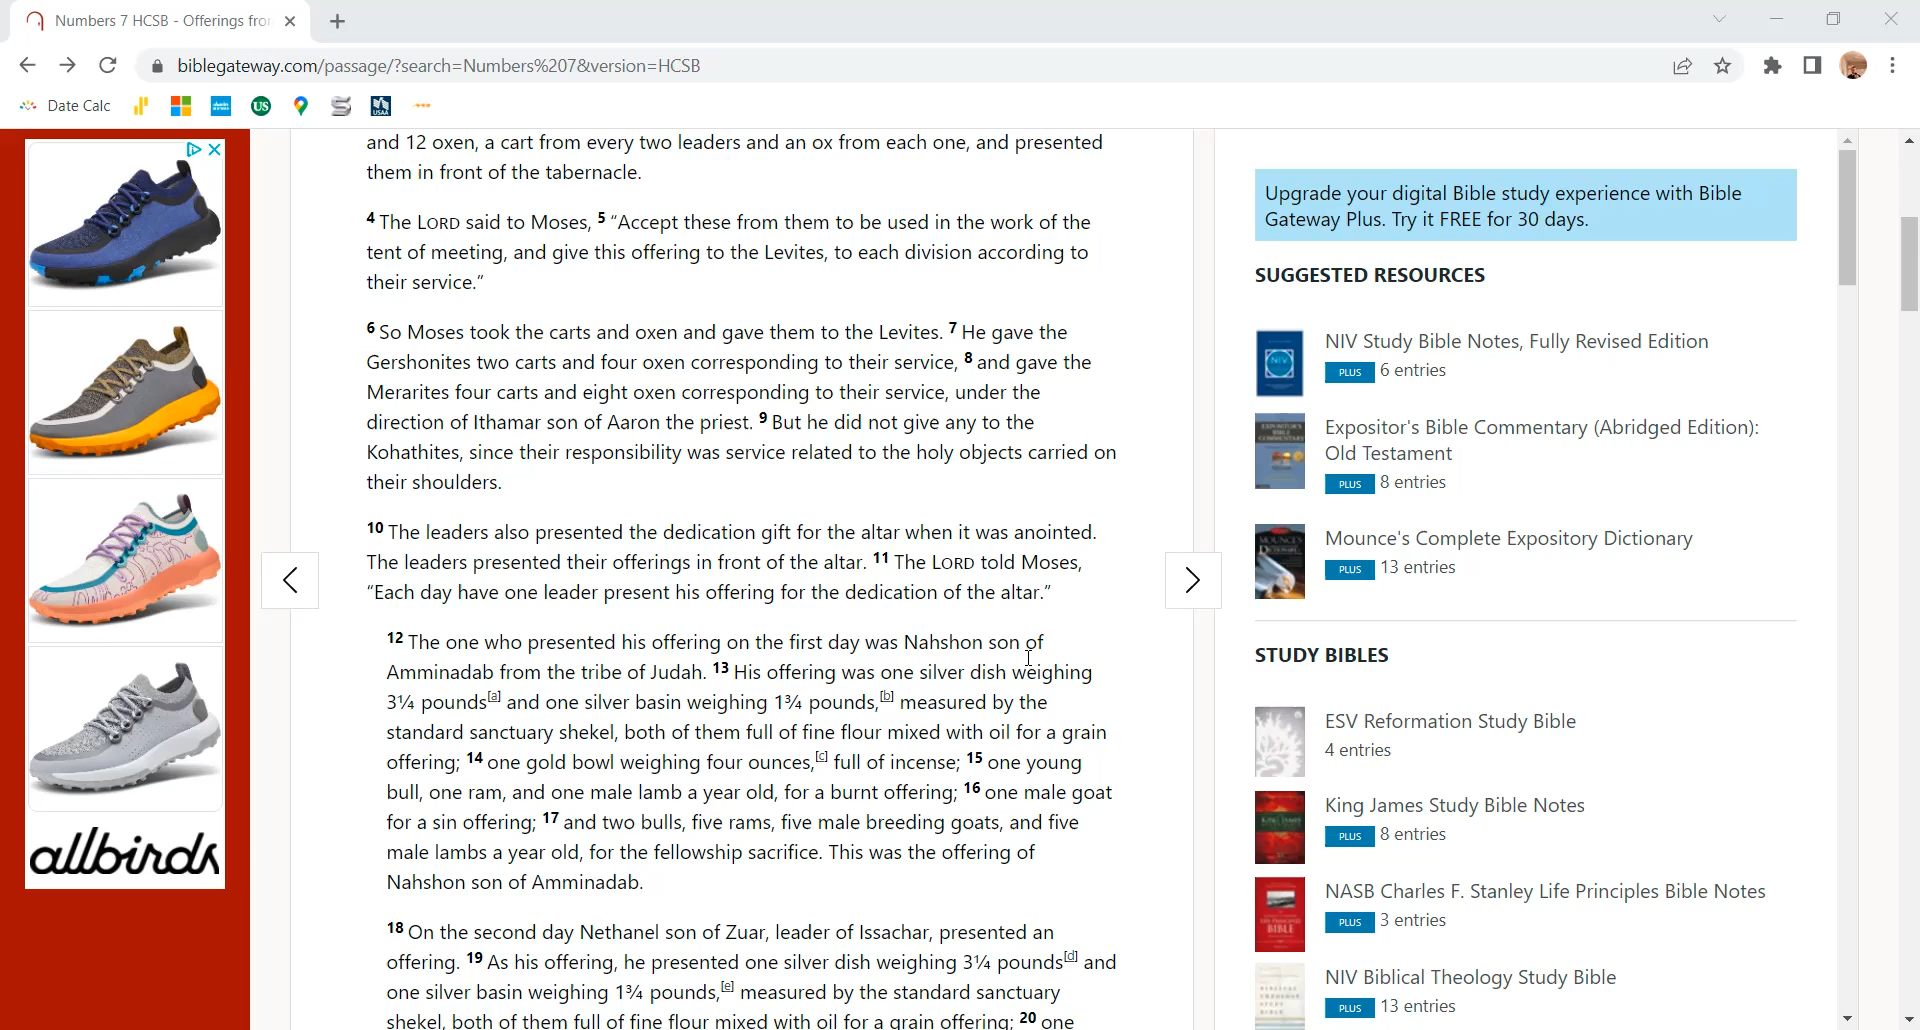 Numbers 7 HCSB - Offerings from
biblegateway.com/passage/?search=Numbers%207&version=HCSB
Date Calc
US
USAA
and 12 oxen, a cart from every two leaders and an ox from each one, and presented
them in front of the tabernacle.
4 The LORD said to Moses, 5 “Accept these from them to be used in the work of the
tent of meeting, and give this offering to the Levites, to each division according to
their service.”
6 So Moses took the carts and oxen and gave them to the Levites. 7 He gave the
Gershonites two carts and four oxen corresponding to their service, 8 and gave the
Merarites four carts and eight oxen corresponding to their service, under the
direction of Ithamar son of Aaron the priest. 9 But he did not give any to the
Kohathites, since their responsibility was service related to the holy objects carried on
their shoulders.
10 The leaders also presented the dedication gift for the altar when it was anointed.
The leaders presented their offerings in front of the altar. 11 The LORD told Moses,
“Each day have one leader present his offering for the dedication of the altar.”
12 The one who presented his offering on the first day was Nahshon son of
Amminadab from the tribe of Judah. 13 His offering was one silver dish weighing
3¼ pounds[a] and one silver basin weighing 1¾ pounds,[b] measured by the
standard sanctuary shekel, both of them full of fine flour mixed with oil for a grain
offering; 14 one gold bowl weighing four ounces,[c] full of incense; 15 one young
bull, one ram, and one male lamb a year old, for a burnt offering; 16 one male goat
for a sin offering; 17 and two bulls, five rams, five male breeding goats, and five
male lambs a year old, for the fellowship sacrifice. This was the offering of
Nahshon son of Amminadab.
18 On the second day Nethanel son of Zuar, leader of Issachar, presented an
offering. 19 As his offering, he presented one silver dish weighing 3¼ pounds[d] and
one silver basin weighing 1¾ pounds,[e] measured by the standard sanctuary
shekel, both of them full of fine flour mixed with oil for a grain offering; 20 one
allbirds
Upgrade your digital Bible study experience with Bible
Gateway Plus. Try it FREE for 30 days.
SUGGESTED RESOURCES
NIV
NIV Study Bible Notes, Fully Revised Edition
PLUS 6 entries
EXPOSITOR'S
BIBLE
COMMENTARY
Expositor's Bible Commentary (Abridged Edition):
Old Testament
PLUS 8 entries
MOUNCE'S
Mounce's Complete Expository Dictionary
PLUS 13 entries
STUDY BIBLES
ESV Reformation Study Bible
4 entries
King James Study Bible Notes
PLUS 8 entries
BIBLE
NASB Charles F. Stanley Life Principles Bible Notes
PLUS 3 entries
BIBLICAL
THEOLOGY
NIV Biblical Theology Study Bible
PLUS 13 entries